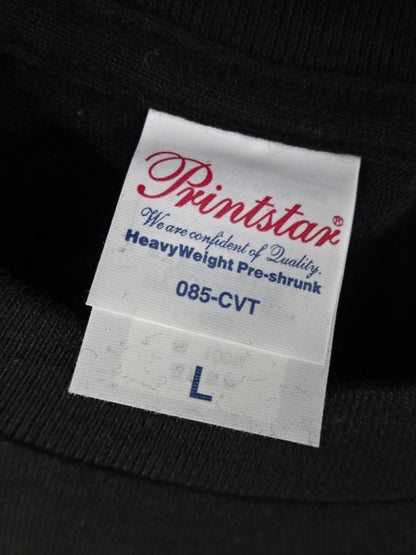 Printstar®
We are confident of Quality.
HeavyWeight Pre-shrunk
085-CVT
L